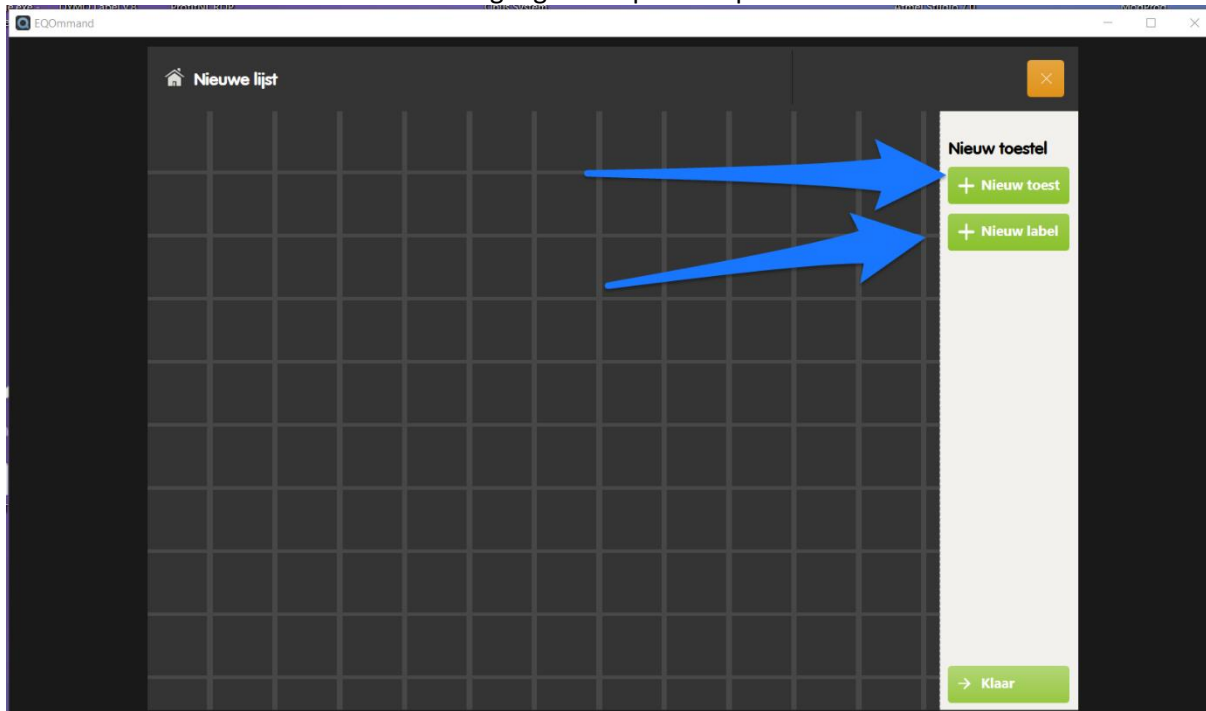 EQOmmand
Nieuwe lijst
Nieuw toestel
Nieuw toest
Nieuw label
Klaar